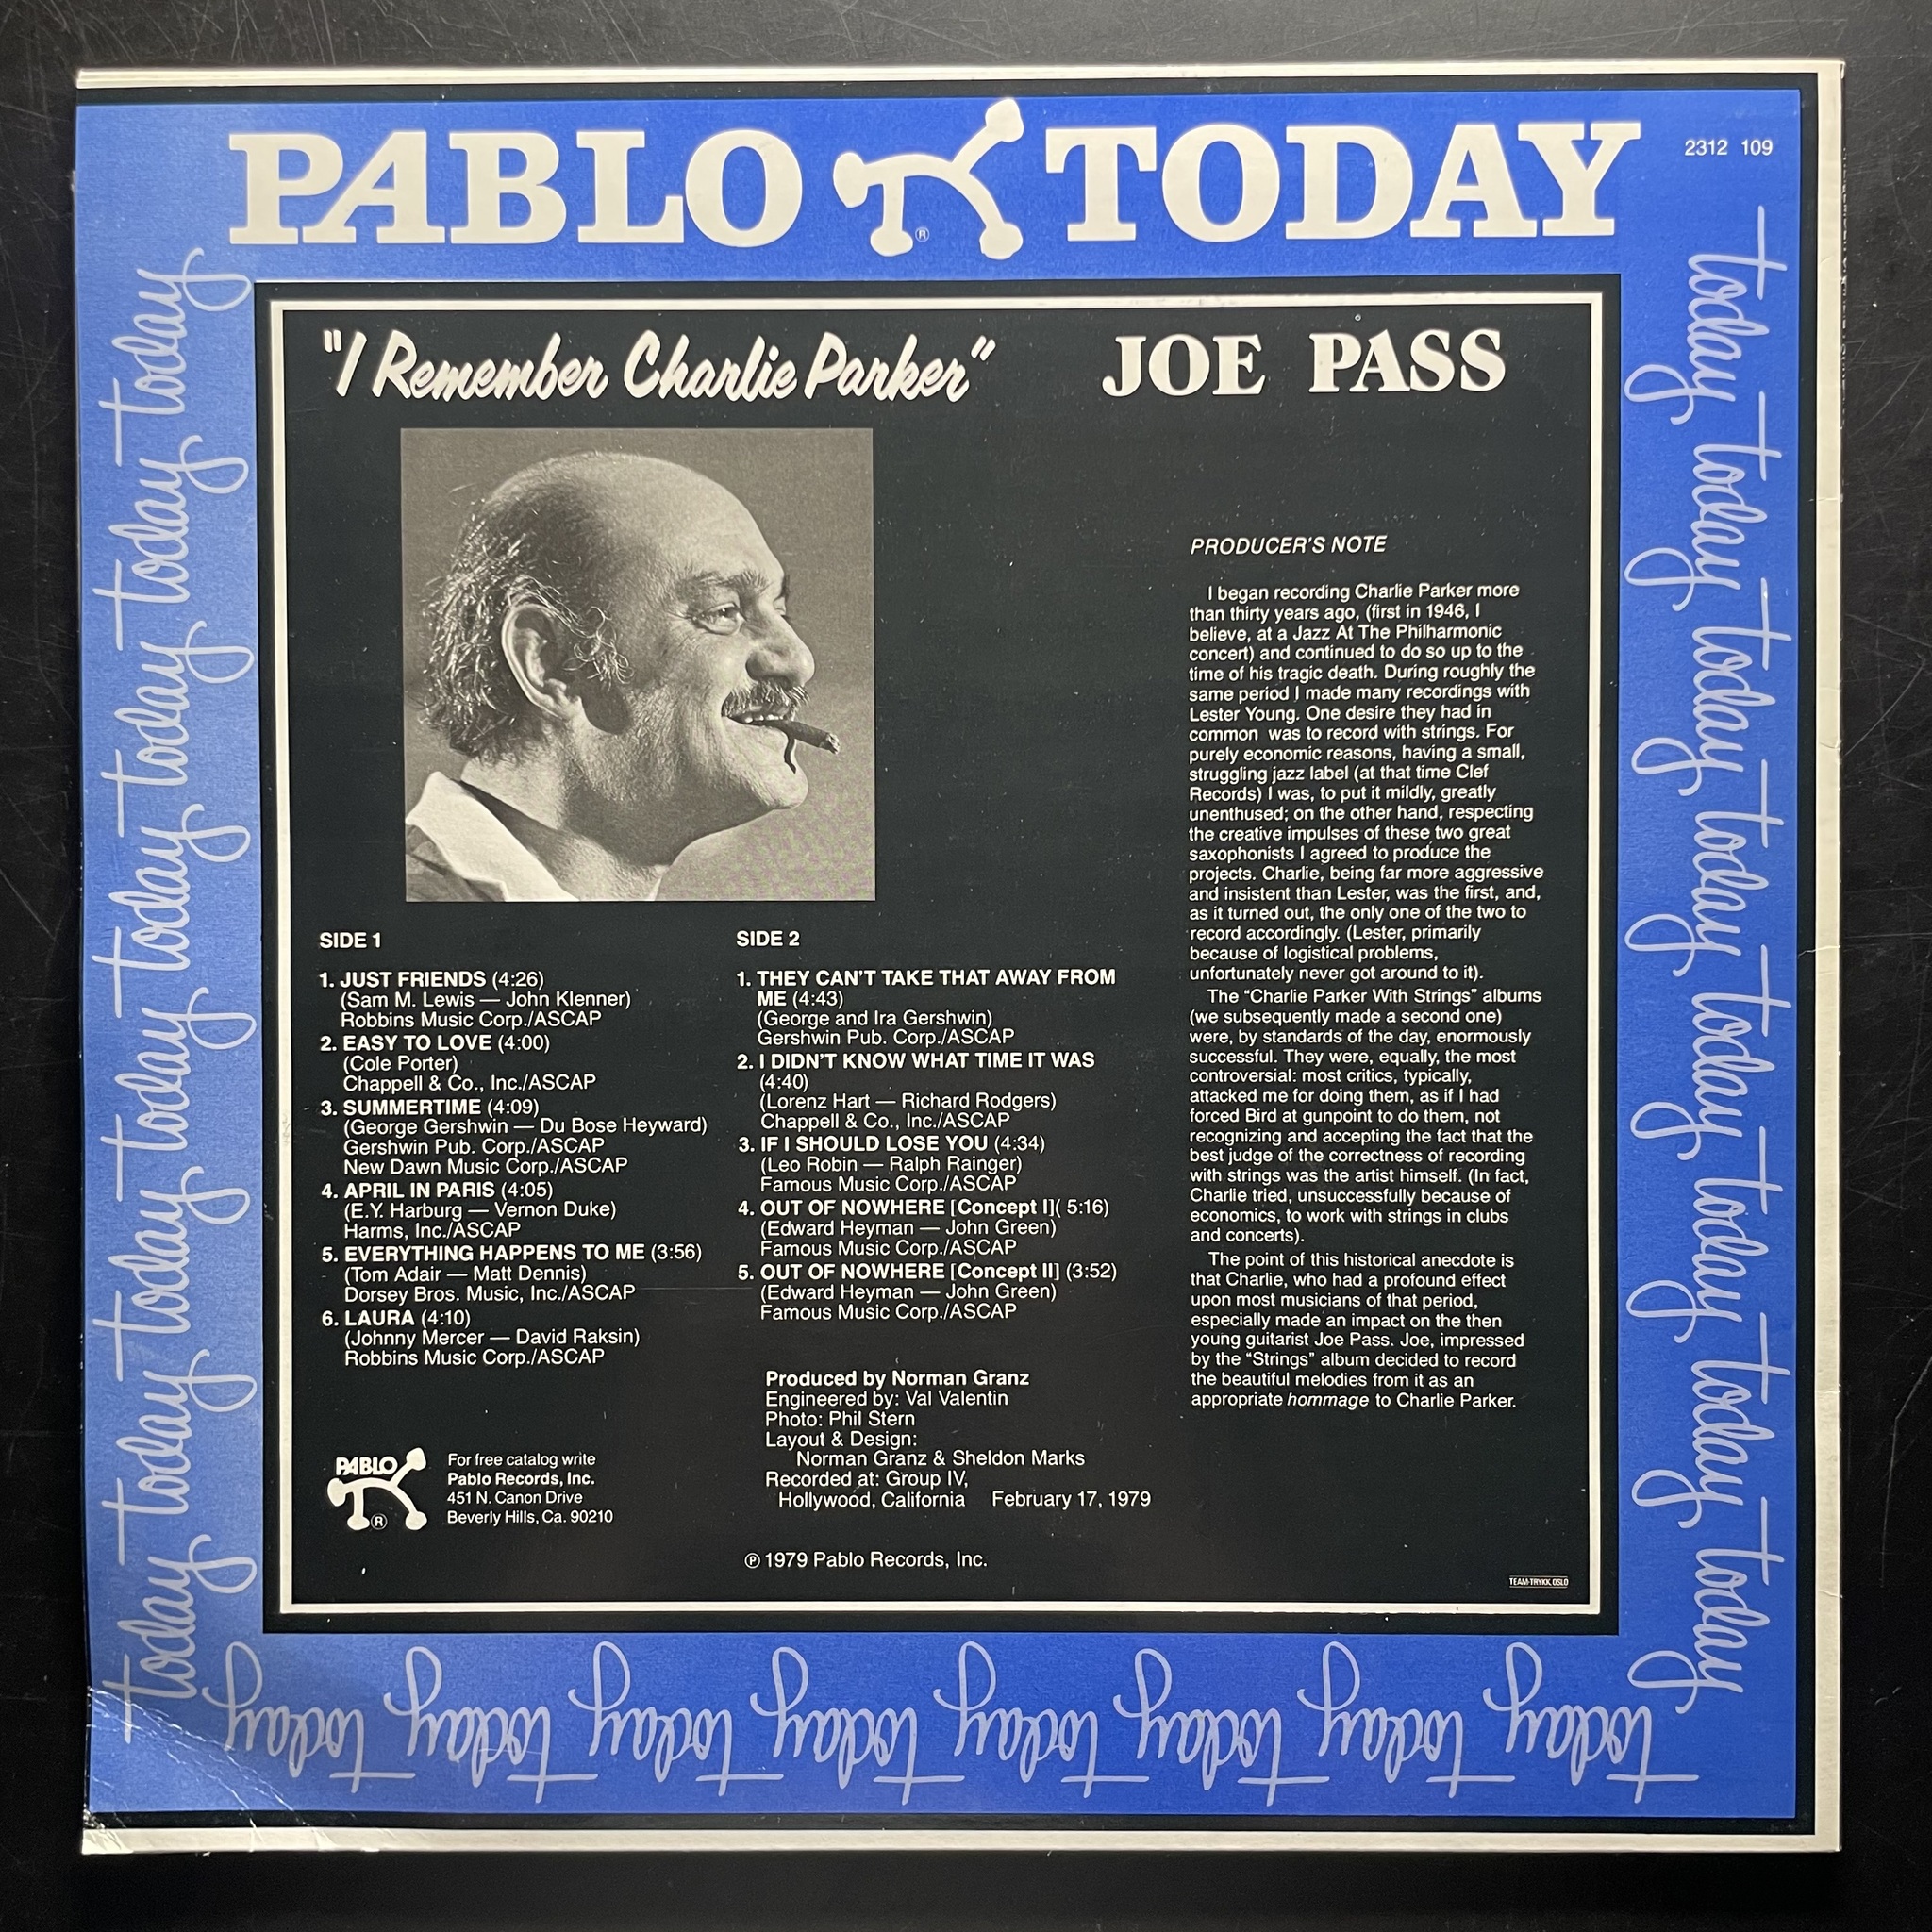 PABLO TODAY
®
2312 109
today today today today today today today today
today today today today today today today today
today today today today today today today today
"I Remember Charlie Parker"
JOE PASS
SIDE 1
1. JUST FRIENDS (4:26)
(Sam M. Lewis — John Klenner)
Robbins Music Corp./ASCAP
2. EASY TO LOVE (4:00)
(Cole Porter)
Chappell & Co., Inc./ASCAP
3. SUMMERTIME (4:09)
(George Gershwin — Du Bose Heyward)
Gershwin Pub. Corp./ASCAP
New Dawn Music Corp./ASCAP
4. APRIL IN PARIS (4:05)
(E.Y. Harburg — Vernon Duke)
Harms, Inc./ASCAP
5. EVERYTHING HAPPENS TO ME (3:56)
(Tom Adair — Matt Dennis)
Dorsey Bros. Music, Inc./ASCAP
6. LAURA (4:10)
(Johnny Mercer — David Raksin)
Robbins Music Corp./ASCAP
SIDE 2
1. THEY CAN'T TAKE THAT AWAY FROM
ME (4:43)
(George and Ira Gershwin)
Gershwin Pub. Corp./ASCAP
2. I DIDN'T KNOW WHAT TIME IT WAS
(4:40)
(Lorenz Hart — Richard Rodgers)
Chappell & Co., Inc./ASCAP
3. IF I SHOULD LOSE YOU (4:34)
(Leo Robin — Ralph Rainger)
Famous Music Corp./ASCAP
4. OUT OF NOWHERE [Concept I]( 5:16)
(Edward Heyman — John Green)
Famous Music Corp./ASCAP
5. OUT OF NOWHERE [Concept II] (3:52)
(Edward Heyman — John Green)
Famous Music Corp./ASCAP
Produced by Norman Granz
Engineered by: Val Valentin
Photo: Phil Stern
Layout & Design:
Norman Granz & Sheldon Marks
Recorded at: Group IV,
Hollywood, California February 17, 1979
℗ 1979 Pablo Records, Inc.
PABLO
®
For free catalog write
Pablo Records, Inc.
451 N. Canon Drive
Beverly Hills, Ca. 90210
PRODUCER'S NOTE
I began recording Charlie Parker more
than thirty years ago, (first in 1946, I
believe, at a Jazz At The Philharmonic
concert) and continued to do so up to the
time of his tragic death. During roughly the
same period I made many recordings with
Lester Young. One desire they had in
common was to record with strings. For
purely economic reasons, having a small,
struggling jazz label (at that time Clef
Records) I was, to put it mildly, greatly
unenthused; on the other hand, respecting
the creative impulses of these two great
saxophonists I agreed to produce the
projects. Charlie, being far more aggressive
and insistent than Lester, was the first, and,
as it turned out, the only one of the two to
record accordingly. (Lester, primarily
because of logistical problems,
unfortunately never got around to it).
The "Charlie Parker With Strings" albums
(we subsequently made a second one)
were, by standards of the day, enormously
successful. They were, equally, the most
controversial: most critics, typically,
attacked me for doing them, as if I had
forced Bird at gunpoint to do them, not
recognizing and accepting the fact that the
best judge of the correctness of recording
with strings was the artist himself. (In fact,
Charlie tried, unsuccessfully because of
economics, to work with strings in clubs
and concerts).
The point of this historical anecdote is
that Charlie, who had a profound effect
upon most musicians of that period,
especially made an impact on the then
young guitarist Joe Pass. Joe, impressed
by the "Strings" album decided to record
the beautiful melodies from it as an
appropriate hommage to Charlie Parker.
TEAM-TRYKK, OSLO